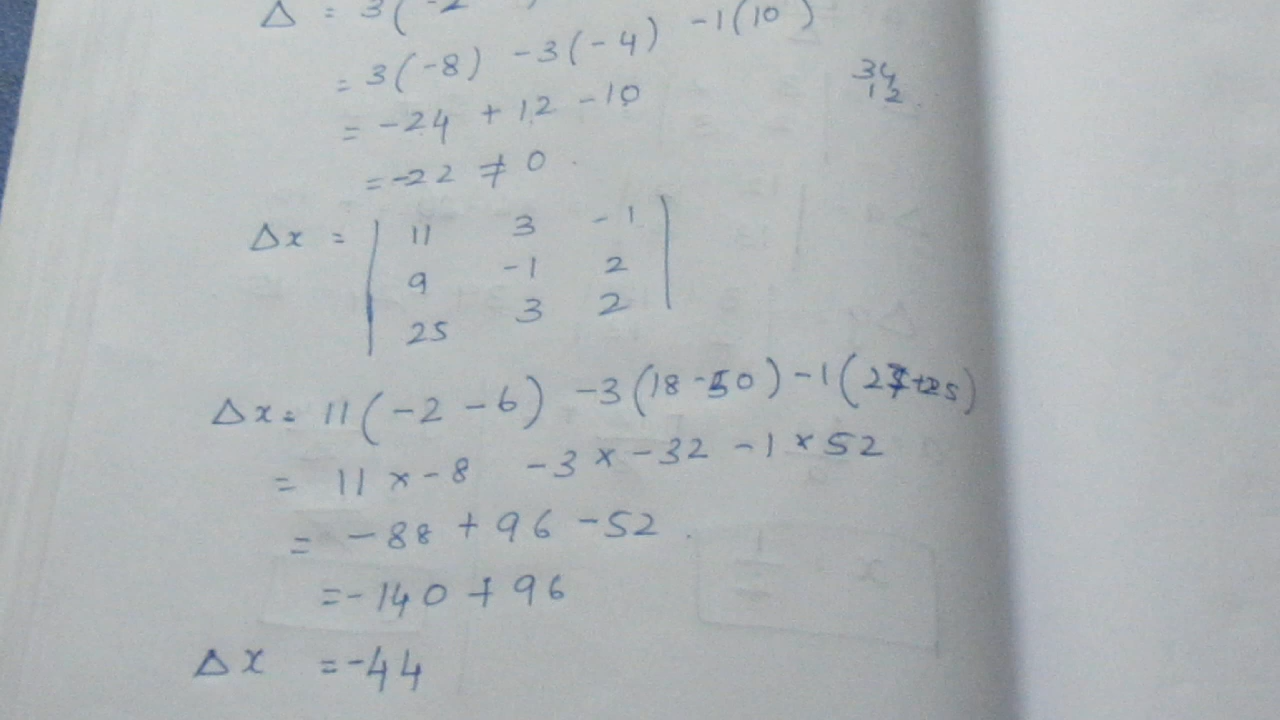 Δ = 3(-2
= 3(-8) -3(-4) -1(10)
= -24 + 12 -10
34
12
= -22 ≠ 0.
Δx = | 11 3 -1 |
| 9 -1 2 |
| 25 3 2 |
Δx = 11(-2 -6) -3(18-50) -1(27+25)
= 11 × -8 -3 × -32 -1 × 52
= -88 + 96 -52.
= -140 + 96
Δx = -44